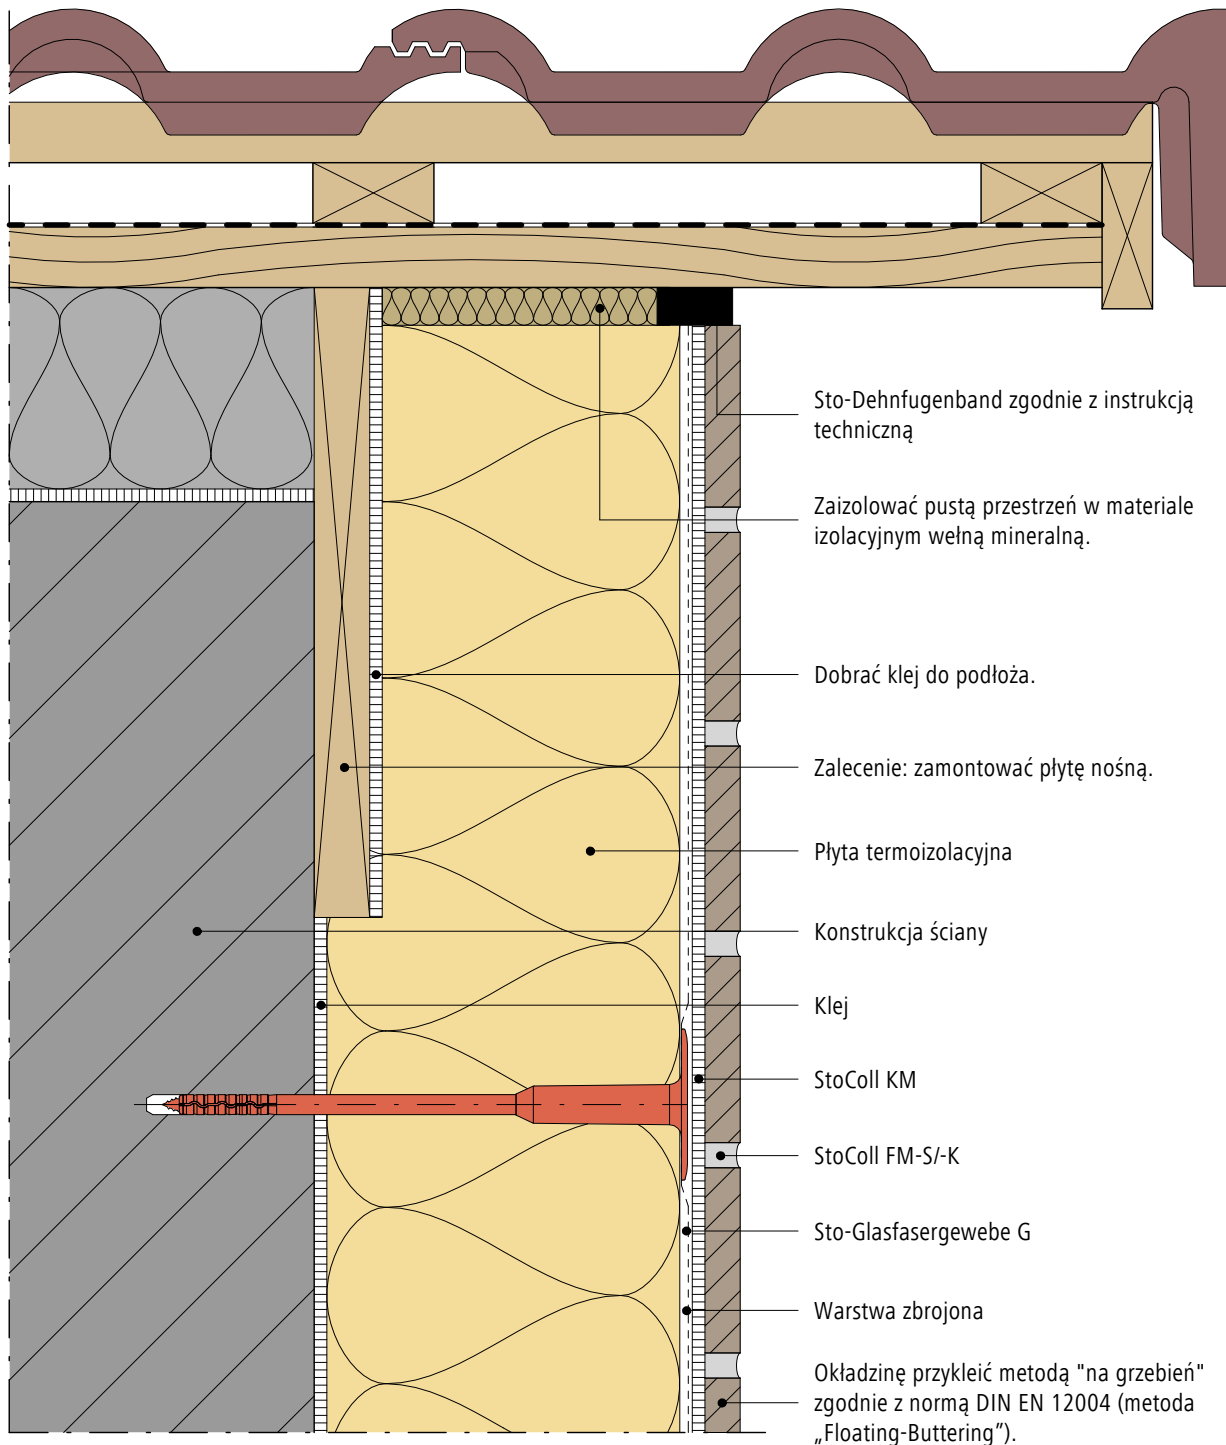 Sto-Dehnfugenband zgodnie z instrukcją
techniczną
Zaizolować pustą przestrzeń w materiale
izolacyjnym wełną mineralną.
Dobrać klej do podłoża.
Zalecenie: zamontować płytę nośną.
Płyta termoizolacyjna
Konstrukcja ściany
Klej
StoColl KM
StoColl FM-S/-K
Sto-Glasfasergewebe G
Warstwa zbrojona
Okładzinę przykleić metodą "na grzebień"
zgodnie z normą DIN EN 12004 (metoda
„Floating-Buttering”).